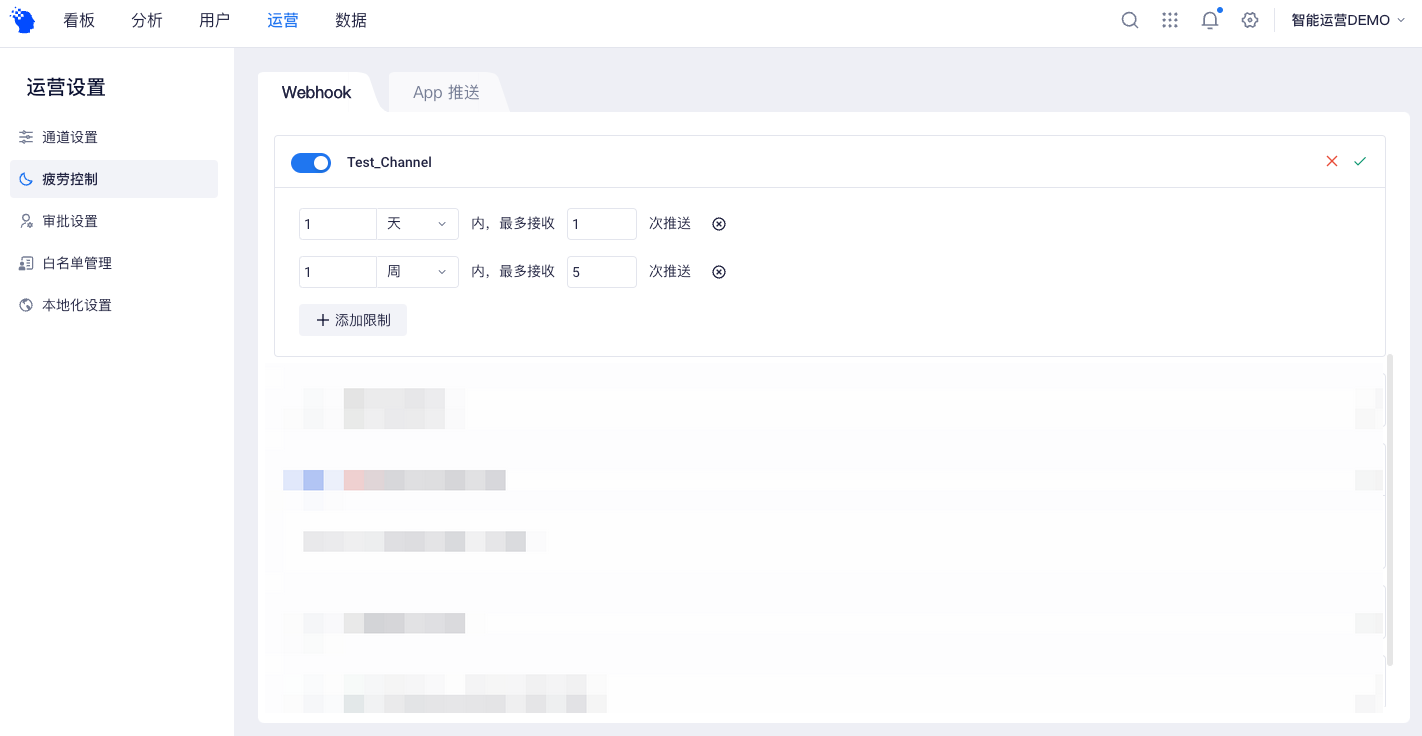 看板 分析 用户 运营 数据 智能运营DEMO
运营设置
通道设置
疲劳控制
审批设置
白名单管理
本地化设置
Webhook App 推送
Test_Channel
1 天 内，最多接收 1 次推送
1 周 内，最多接收 5 次推送
添加限制